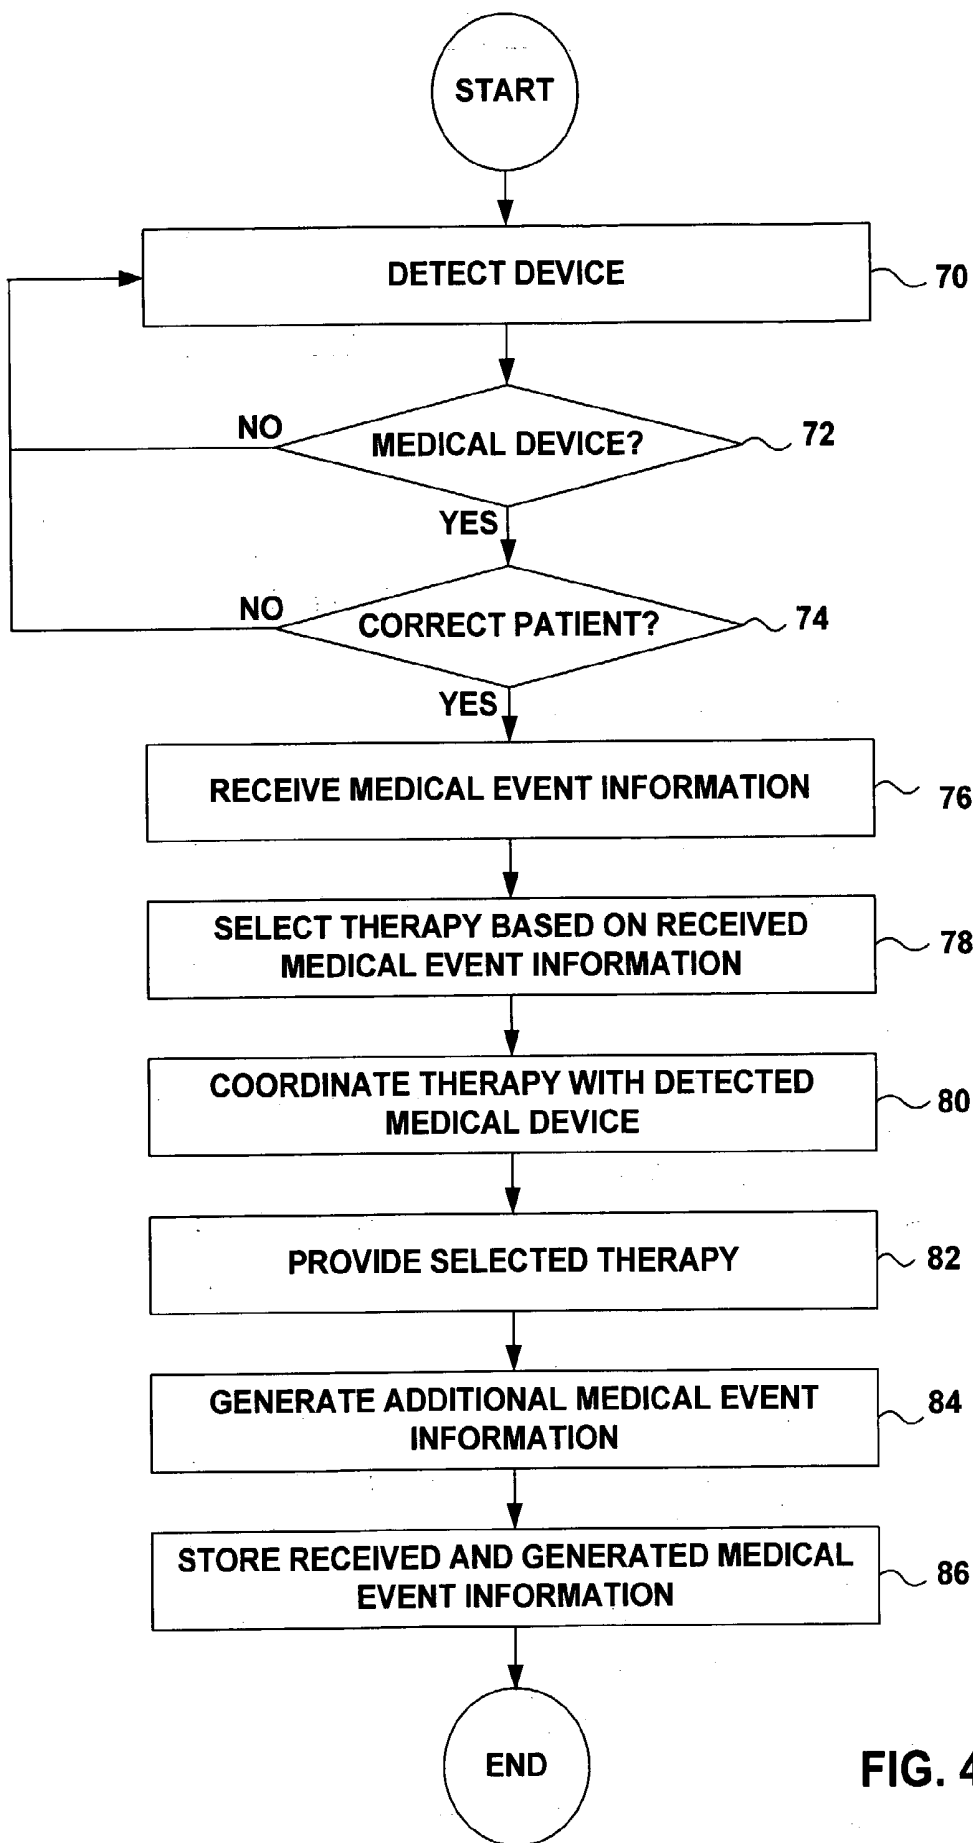 START
DETECT DEVICE
70
NO
MEDICAL DEVICE?
72
YES
NO
CORRECT PATIENT?
74
YES
RECEIVE MEDICAL EVENT INFORMATION
76
SELECT THERAPY BASED ON RECEIVED
MEDICAL EVENT INFORMATION
78
COORDINATE THERAPY WITH DETECTED
MEDICAL DEVICE
80
PROVIDE SELECTED THERAPY
82
GENERATE ADDITIONAL MEDICAL EVENT
INFORMATION
84
STORE RECEIVED AND GENERATED MEDICAL
EVENT INFORMATION
86
END
FIG. 4